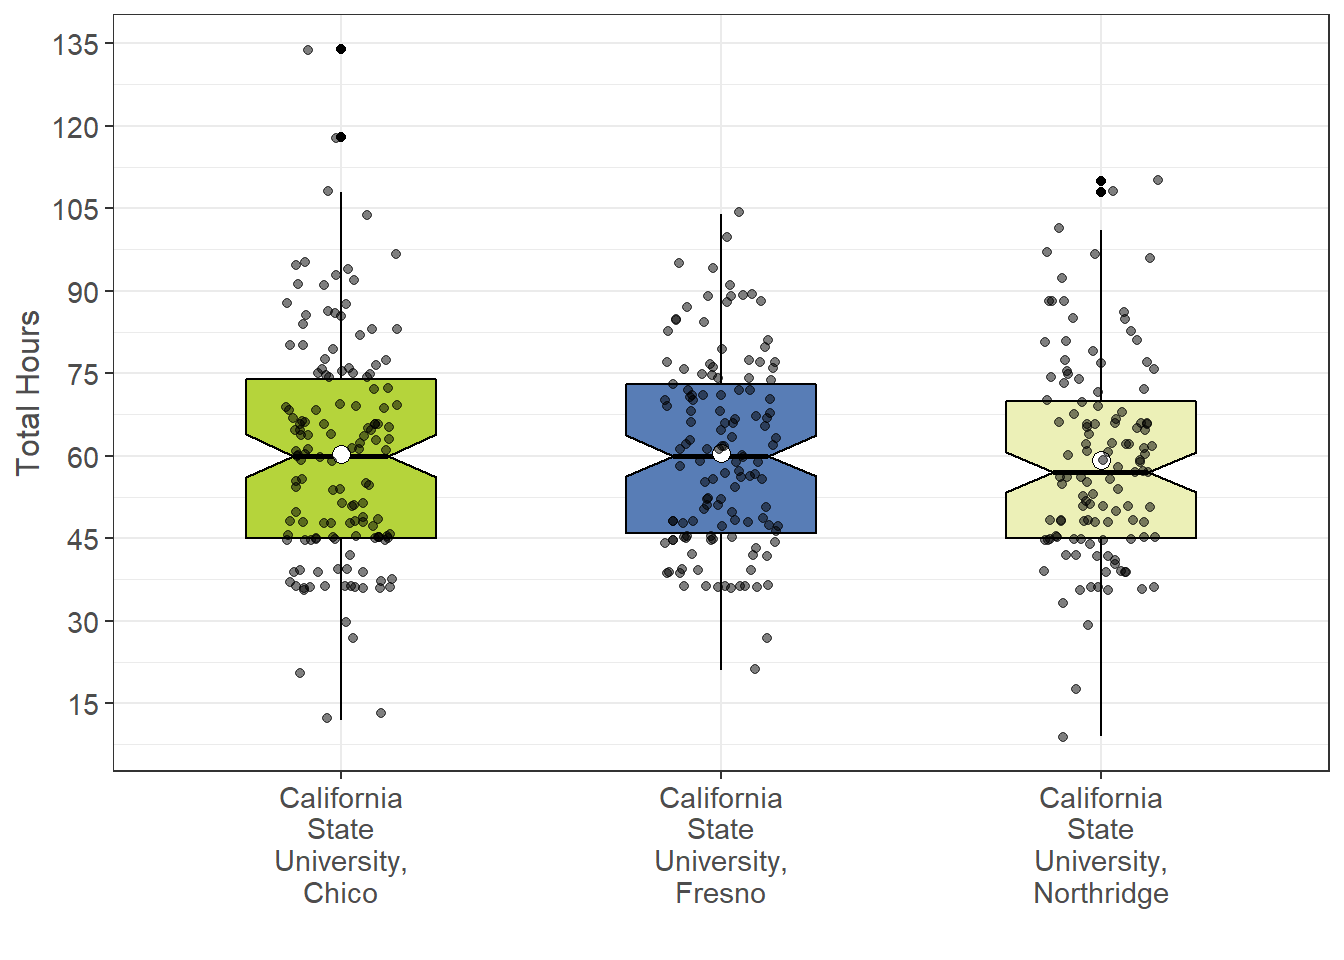 Total Hours
135
120
105
90
75
60
45
30
15
California
State
University,
Chico
California
State
University,
Fresno
California
State
University,
Northridge